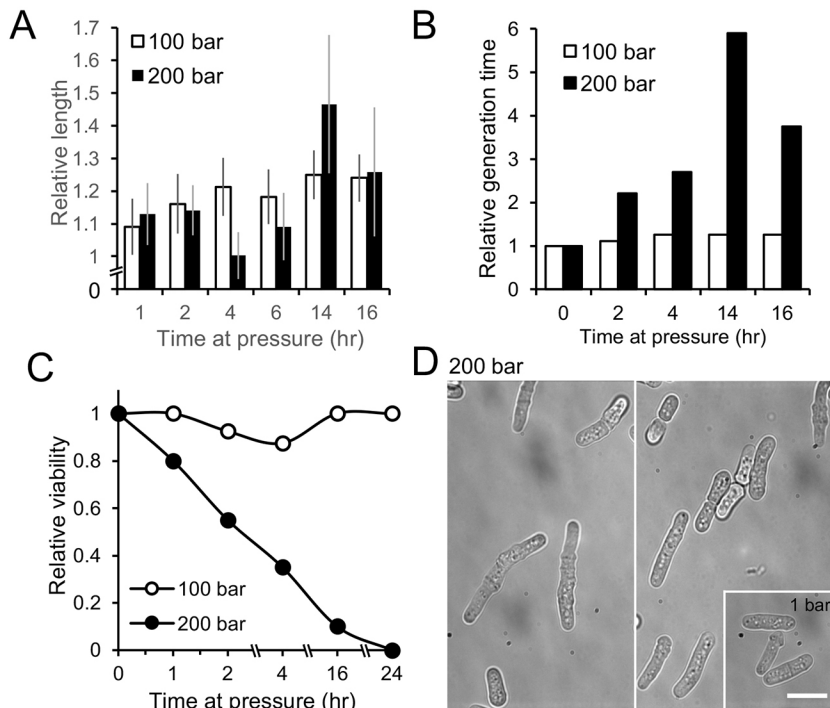 A
Relative length
1.7
1.6
1.5
1.4
1.3
1.2
1.1
1
0
100 bar
200 bar
1 2 4 6 14 16
Time at pressure (hr)
B
Relative generation time
6
5
4
3
2
1
0
100 bar
200 bar
0 2 4 14 16
Time at pressure (hr)
C
Relative viability
1
0.8
0.6
0.4
0.2
0
100 bar
200 bar
0 1 2 4 16 24
Time at pressure (hr)
D 200 bar
1 bar